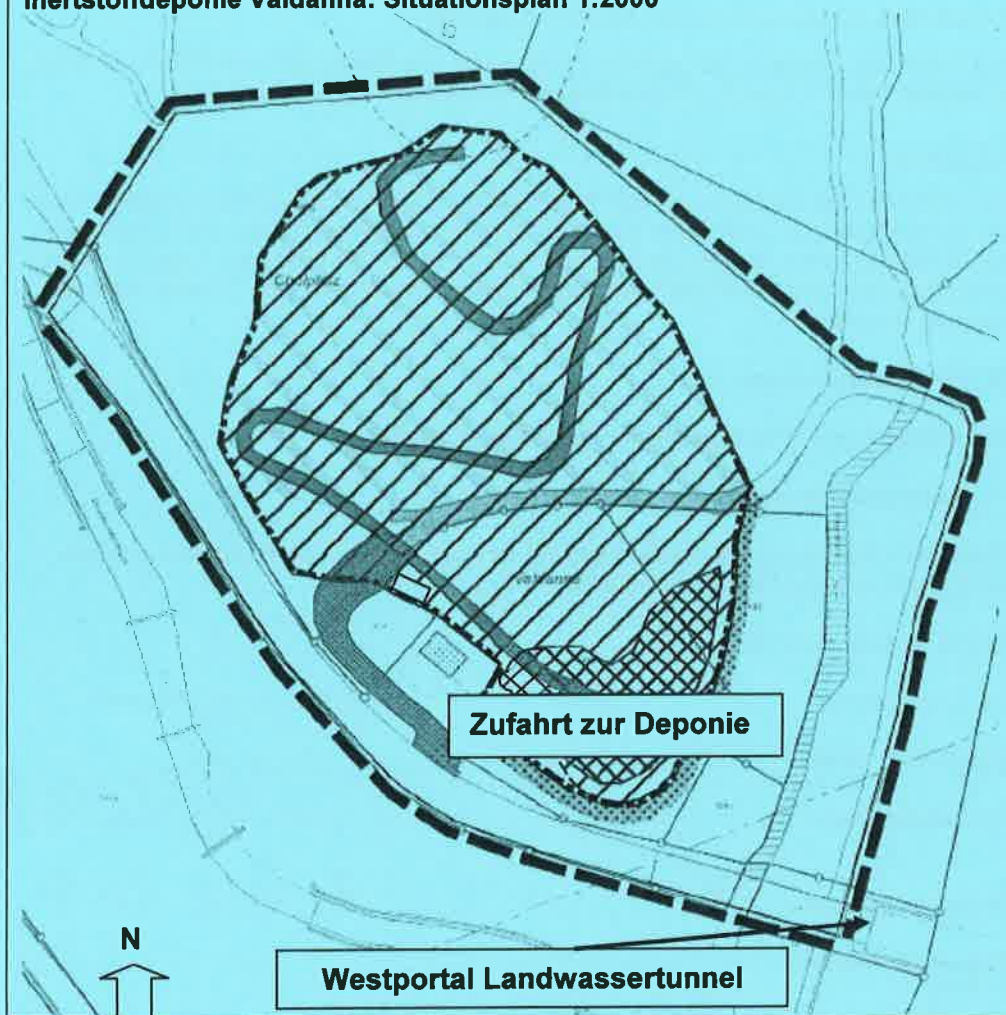 Inertstoffdeponie Valdanna: Situationsplan 1:2000
Zufahrt zur Deponie
Westportal Landwassertunnel
N